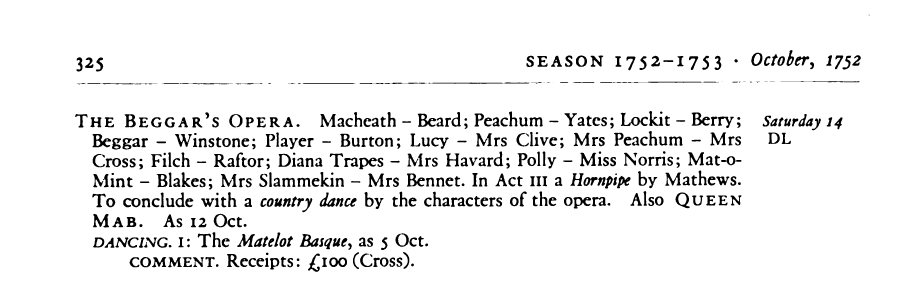 325 SEASON 1752–1753 · October, 1752
THE BEGGAR'S OPERA. Macheath – Beard; Peachum – Yates; Lockit – Berry; Saturday 14
Beggar – Winstone; Player – Burton; Lucy – Mrs Clive; Mrs Peachum – Mrs DL
Cross; Filch – Raftor; Diana Trapes – Mrs Havard; Polly – Miss Norris; Mat-o-
Mint – Blakes; Mrs Slammekin – Mrs Bennet. In Act III a Hornpipe by Mathews.
To conclude with a country dance by the characters of the opera. Also QUEEN
MAB. As 12 Oct.
DANCING. I: The Matelot Basque, as 5 Oct.
COMMENT. Receipts: £100 (Cross).